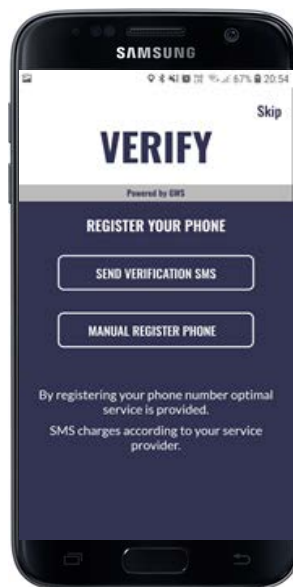 SAMSUNG
67% 20:54
Skip
VERIFY
Powered by GWS
REGISTER YOUR PHONE
SEND VERIFICATION SMS
MANUAL REGISTER PHONE
By registering your phone number optimal
service is provided.
SMS charges according to your service
provider.